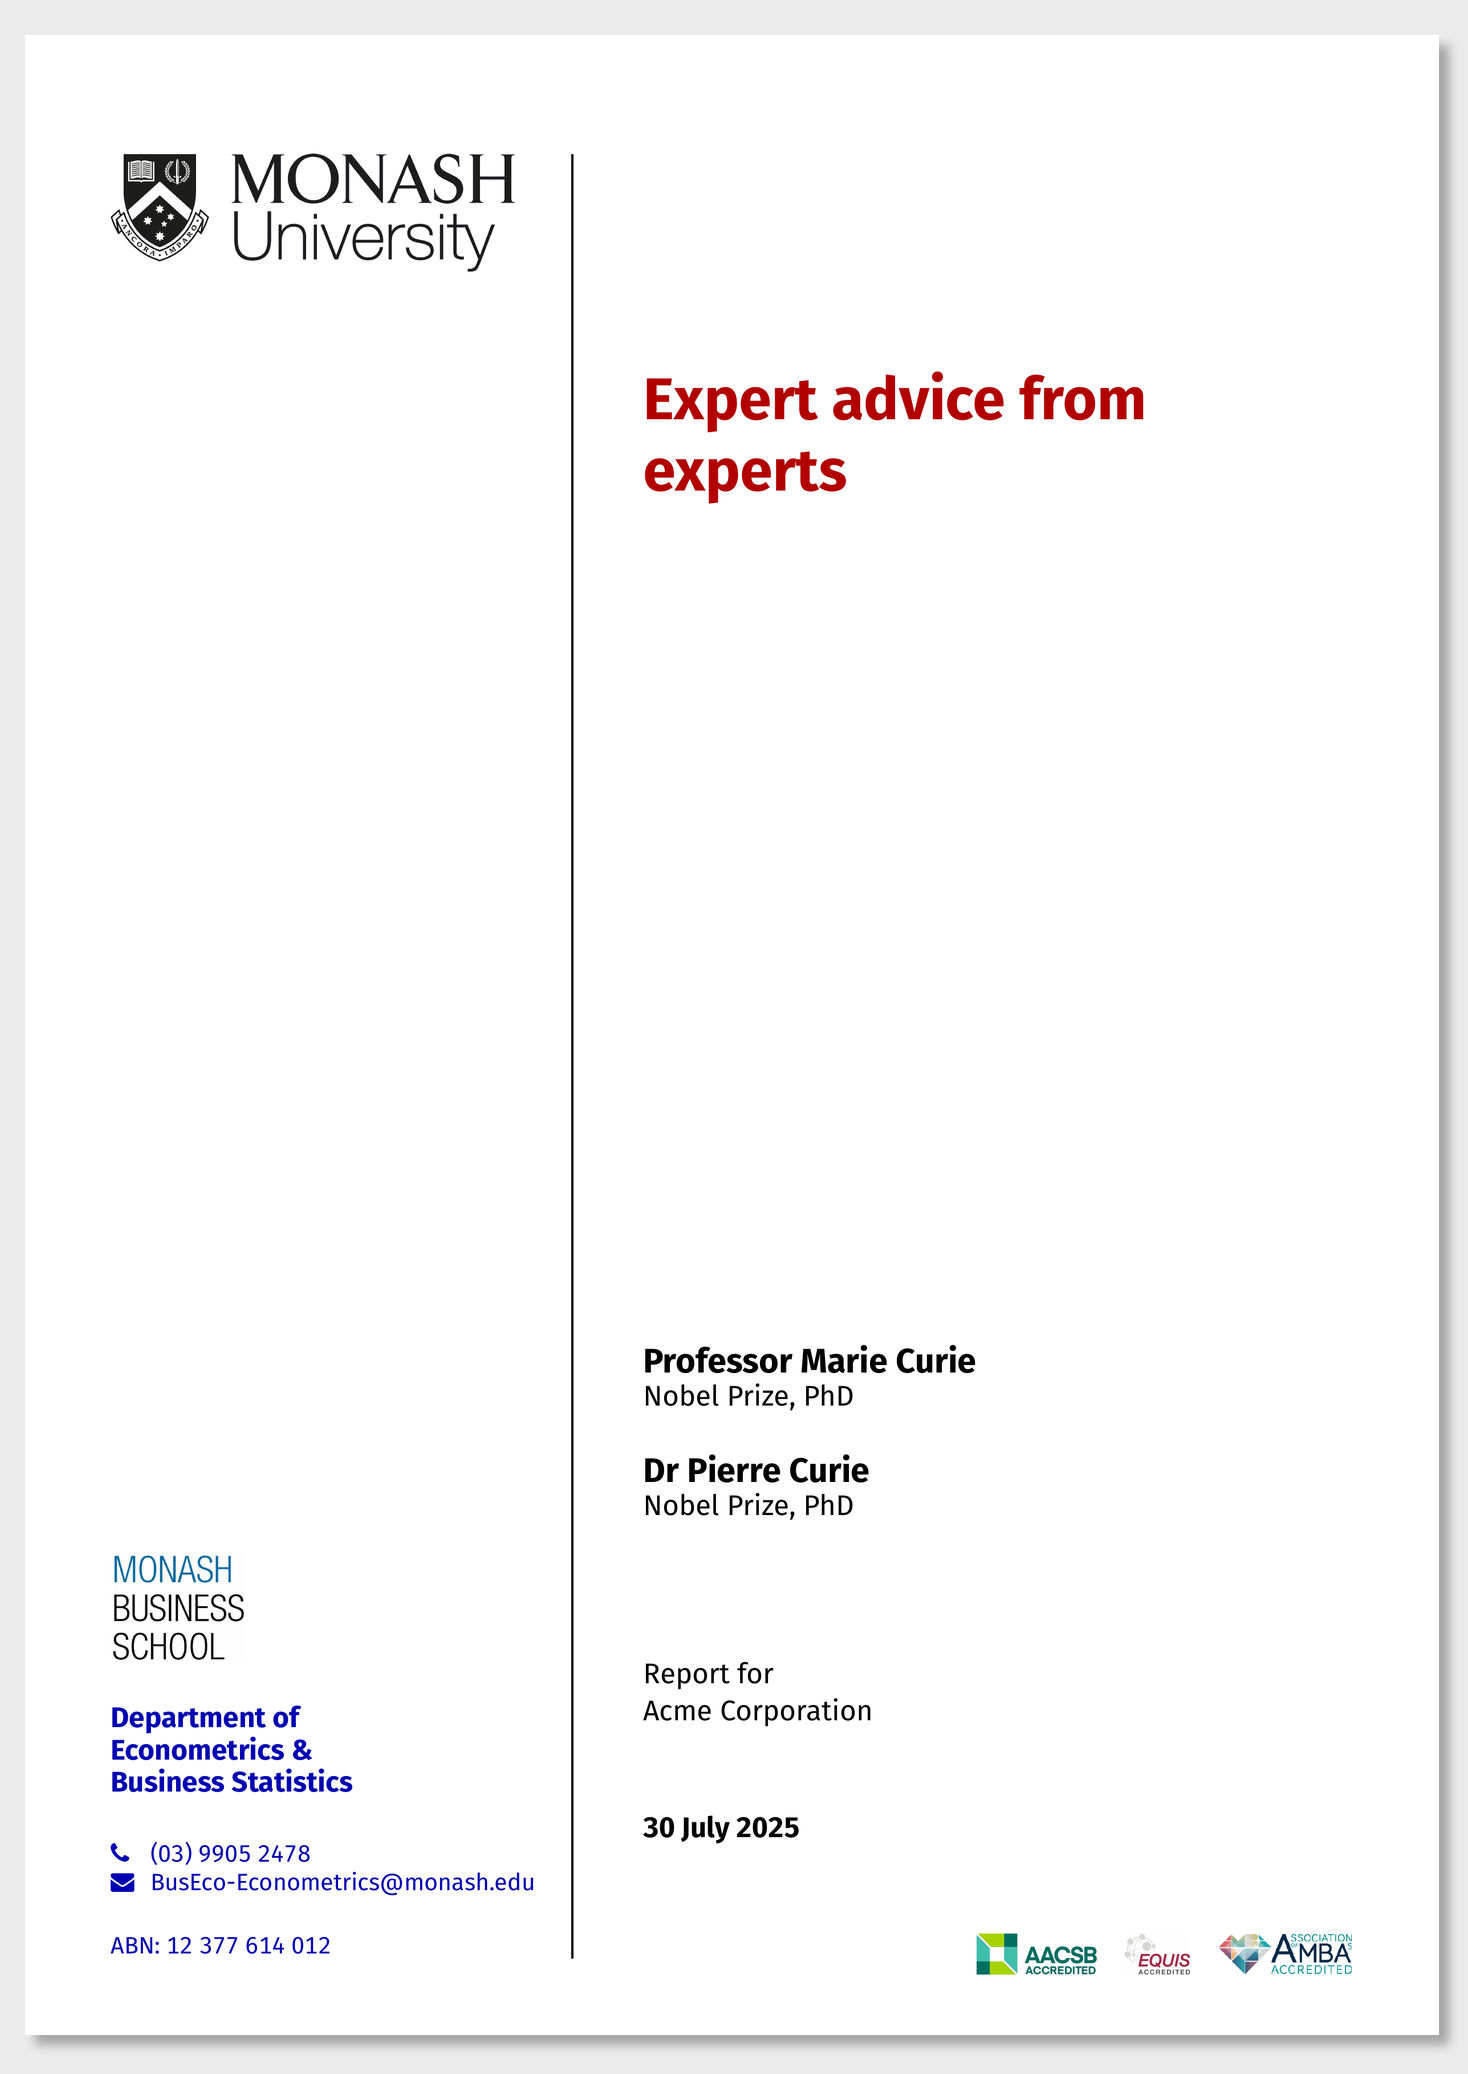 MONASH
University
ANCORA IMPARO
Expert advice from
experts
Professor Marie Curie
Nobel Prize, PhD
Dr Pierre Curie
Nobel Prize, PhD
MONASH
BUSINESS
SCHOOL
Department of
Econometrics &
Business Statistics
(03) 9905 2478
BusEco-Econometrics@monash.edu
ABN: 12 377 614 012
Report for
Acme Corporation
30 July 2025
AACSB
ACCREDITED
EQUIS
ACCREDITED
ASSOCIATION
OF
AMBAS
ACCREDITED